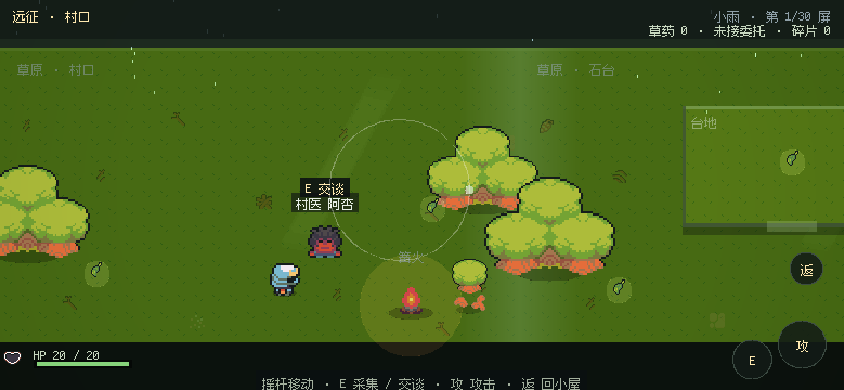 远征 · 村口
小雨 · 第 1/30 屏
草药 0 · 未接委托 · 碎片 0
草原 · 村口
草原 · 石台
台地
E 交谈
村医 阿杏
篝火
返
攻
E
HP 20 / 20
摇杆移动 · E 采集 / 交谈 · 攻 攻击 · 返 回小屋